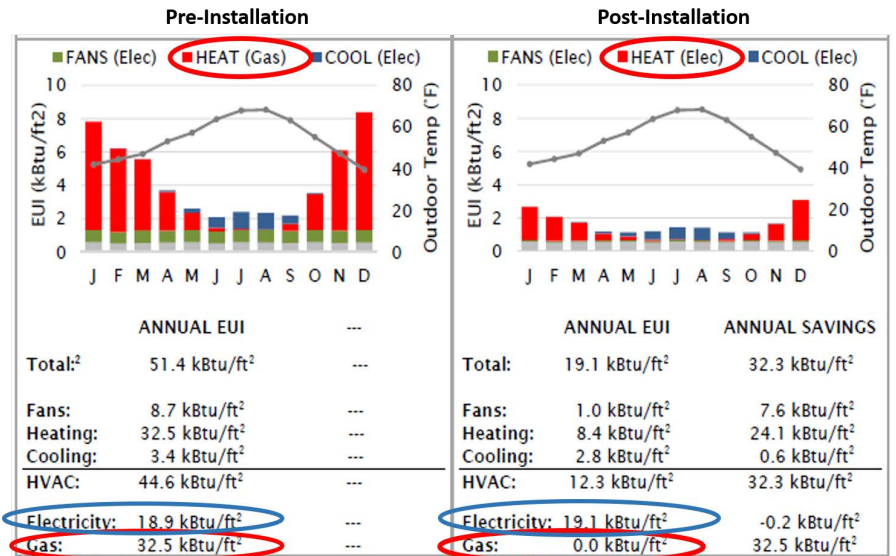 Pre-Installation
FANS (Elec) HEAT (Gas) COOL (Elec)
10
8
6
4
2
0
EUI (kBtu/ft2)
80
60
40
20
0
Outdoor Temp (°F)
J F M A M J J A S O N D
ANNUAL EUI ---
Total:² 51.4 kBtu/ft² ---
Fans: 8.7 kBtu/ft² ---
Heating: 32.5 kBtu/ft² ---
Cooling: 3.4 kBtu/ft² ---
HVAC: 44.6 kBtu/ft² ---
Electricity: 18.9 kBtu/ft² ---
Gas: 32.5 kBtu/ft² ---
Post-Installation
FANS (Elec) HEAT (Elec) COOL (Elec)
10
8
6
4
2
0
EUI (kBtu/ft2)
80
60
40
20
0
Outdoor Temp (°F)
J F M A M J J A S O N D
ANNUAL EUI ANNUAL SAVINGS
Total: 19.1 kBtu/ft² 32.3 kBtu/ft²
Fans: 1.0 kBtu/ft² 7.6 kBtu/ft²
Heating: 8.4 kBtu/ft² 24.1 kBtu/ft²
Cooling: 2.8 kBtu/ft² 0.6 kBtu/ft²
HVAC: 12.3 kBtu/ft² 32.3 kBtu/ft²
Electricity: 19.1 kBtu/ft² -0.2 kBtu/ft²
Gas: 0.0 kBtu/ft² 32.5 kBtu/ft²